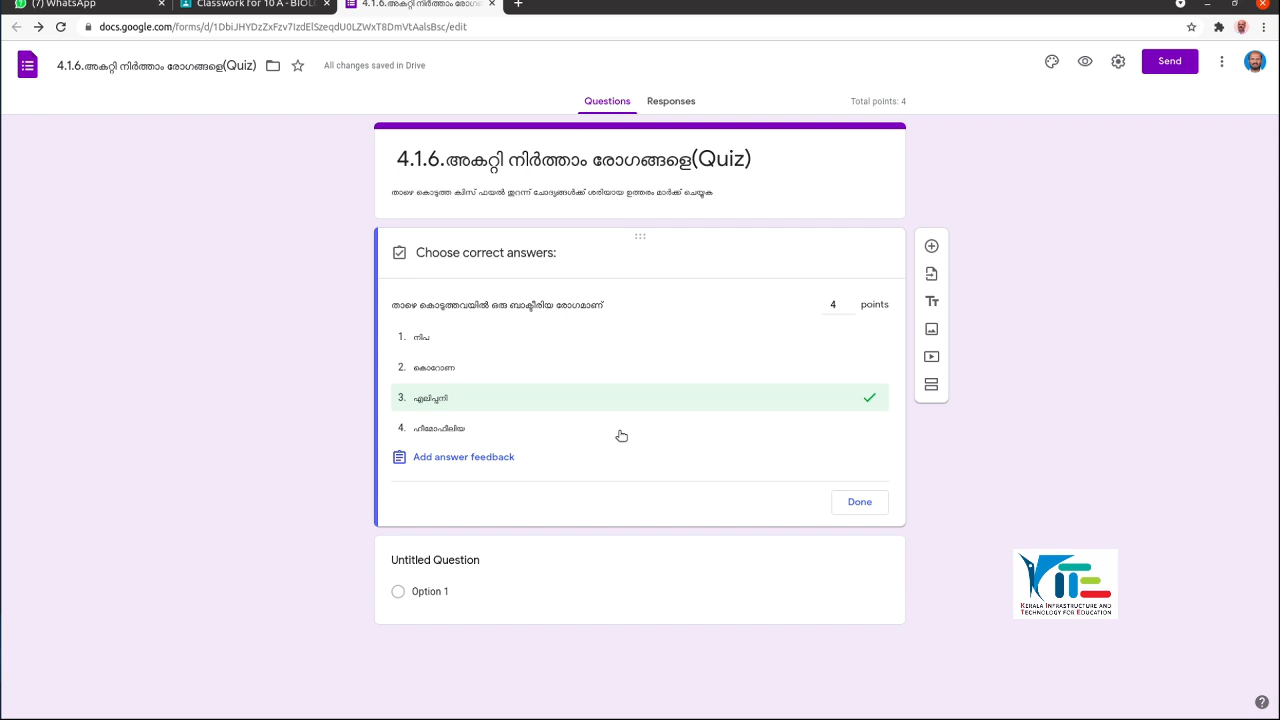 (7) WhatsApp
Classwork for 10 A - BIOL
4.1.6.അകറ്റി നിർത്താം രോഗ
docs.google.com/forms/d/1DbiJHYDzZxFzv7IzdElSzeqdU0LZWxT8DmVtAalsBsc/edit
4.1.6.അകറ്റി നിർത്താം രോഗങ്ങളെ(Quiz)
All changes saved in Drive
Send
Questions
Responses
Total points: 4
4.1.6.അകറ്റി നിർത്താം രോഗങ്ങളെ(Quiz)
താഴെ കൊടുത്ത ക്വിസ് ഫയൽ തുറന്ന് ചോദ്യങ്ങൾക്ക് ശരിയായ ഉത്തരം മാർക്ക് ചെയ്യുക
Choose correct answers:
താഴെ കൊടുത്തവയിൽ ഒരു ബാക്ടീരിയ രോഗമാണ്
4 points
1. നിപ
2. കൊറോണ
3. എലിപ്പനി
4. ഹീമോഫീലിയ
Add answer feedback
Done
Untitled Question
Option 1
KITE
KERALA INFRASTRUCTURE AND
TECHNOLOGY FOR EDUCATION